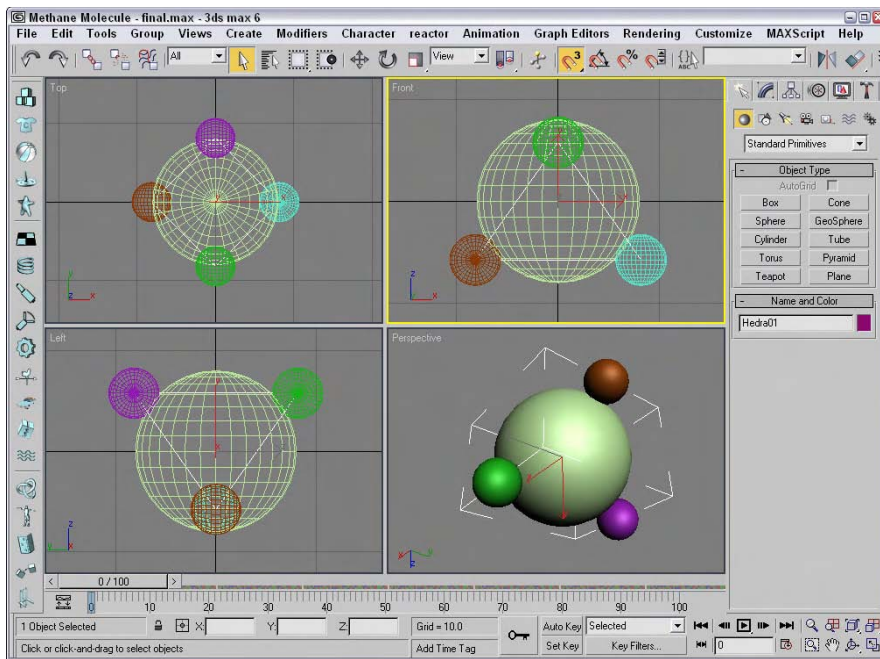 Methane Molecule - final.max - 3ds max 6
File Edit Tools Group Views Create Modifiers Character reactor Animation Graph Editors Rendering Customize MAXScript Help
All View 3 % ABC
Top Front
Standard Primitives
- Object Type
AutoGrid
Box Cone
Sphere GeoSphere
Cylinder Tube
Torus Pyramid
Teapot Plane
- Name and Color
Hedra01
y z x
z y x
Left Perspective
z y x
x z y
< 0 / 100 >
0 10 20 30 40 50 60 70 80 90 100
1 Object Selected X: Y: Z: Grid = 10.0 Auto Key Selected
Click or click-and-drag to select objects Add Time Tag Set Key Key Filters... 0